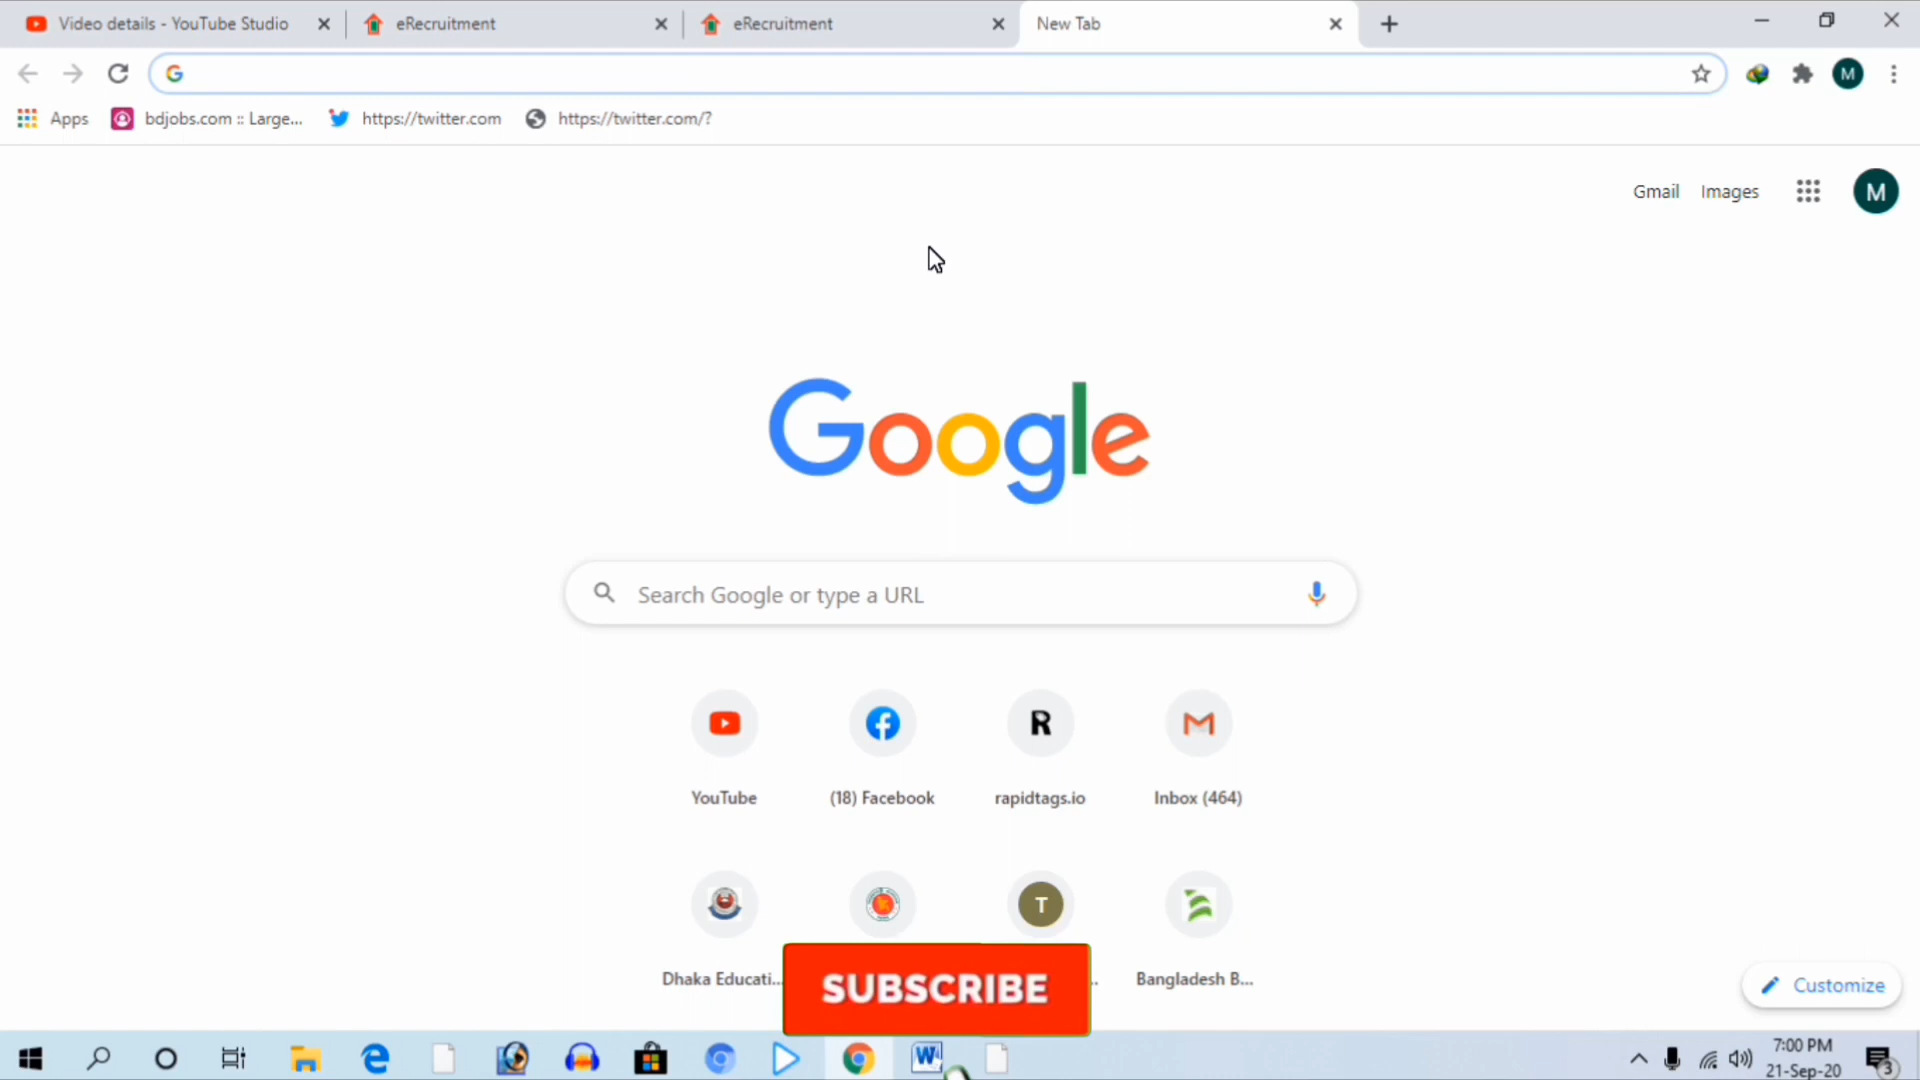 Video details - YouTube Studio
eRecruitment
eRecruitment
New Tab
M
Apps
bdjobs.com :: Large...
https://twitter.com
https://twitter.com/?
Gmail
Images
M
Google
Search Google or type a URL
YouTube
(18) Facebook
R
rapidtags.io
Inbox (464)
T
Dhaka Educati...
Bangladesh B...
SUBSCRIBE
Customize
7:00 PM
21-Sep-20
3